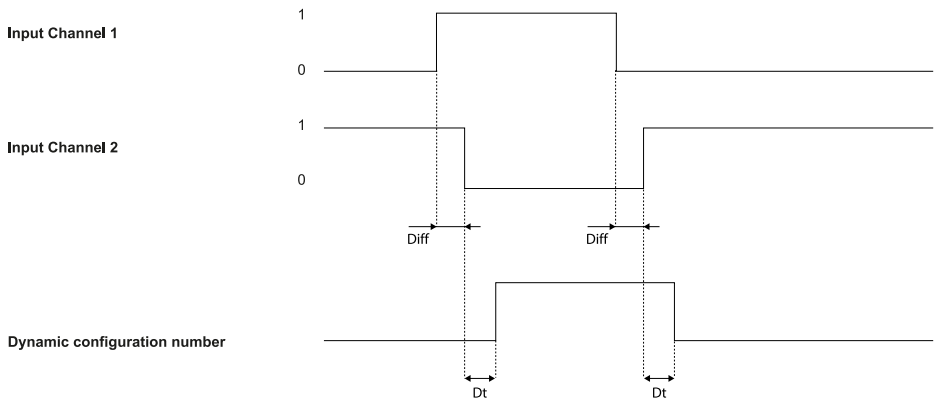 1
Input Channel 1
0
1
Input Channel 2
0
Diff
Diff
Dynamic configuration number
Dt
Dt